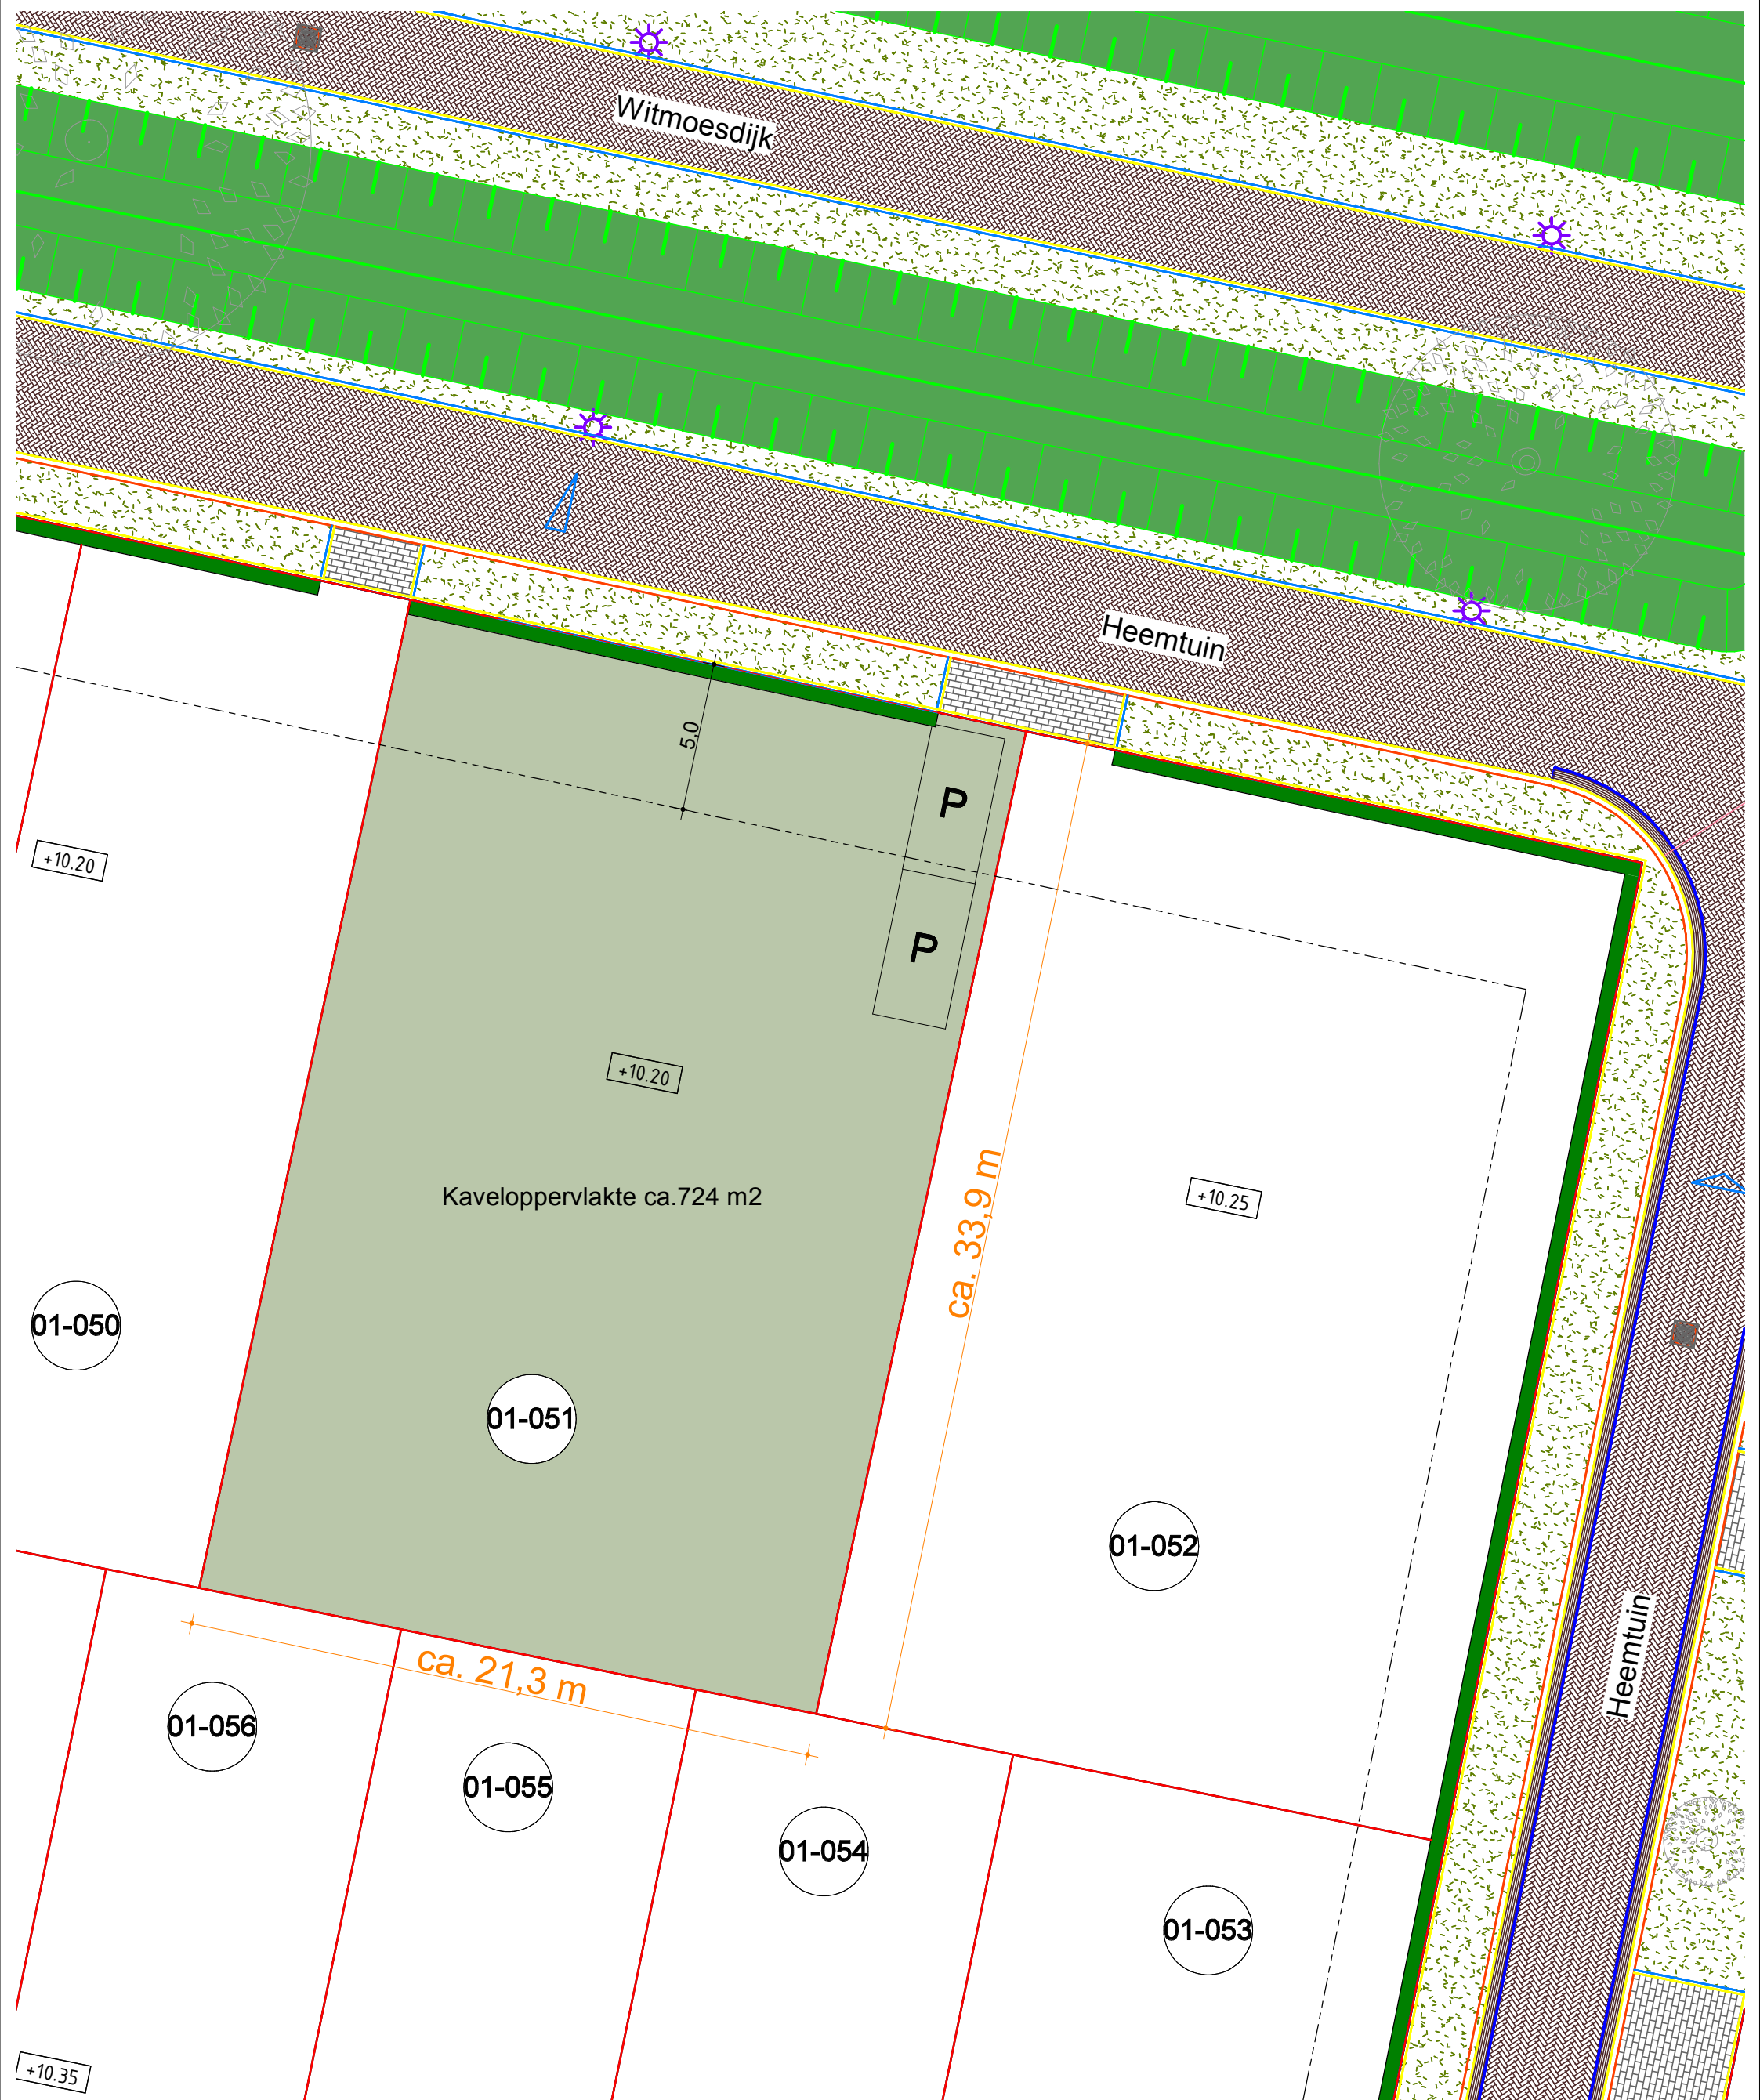 Witmoesdijk
Heemtuin
5,0
P
+10.20
P
+10.20
Kaveloppervlakte ca.724 m2
ca. 33,9 m
+10.25
01-050
01-051
01-052
Heemtuin
ca. 21,3 m
01-056
01-055
01-054
01-053
+10.35